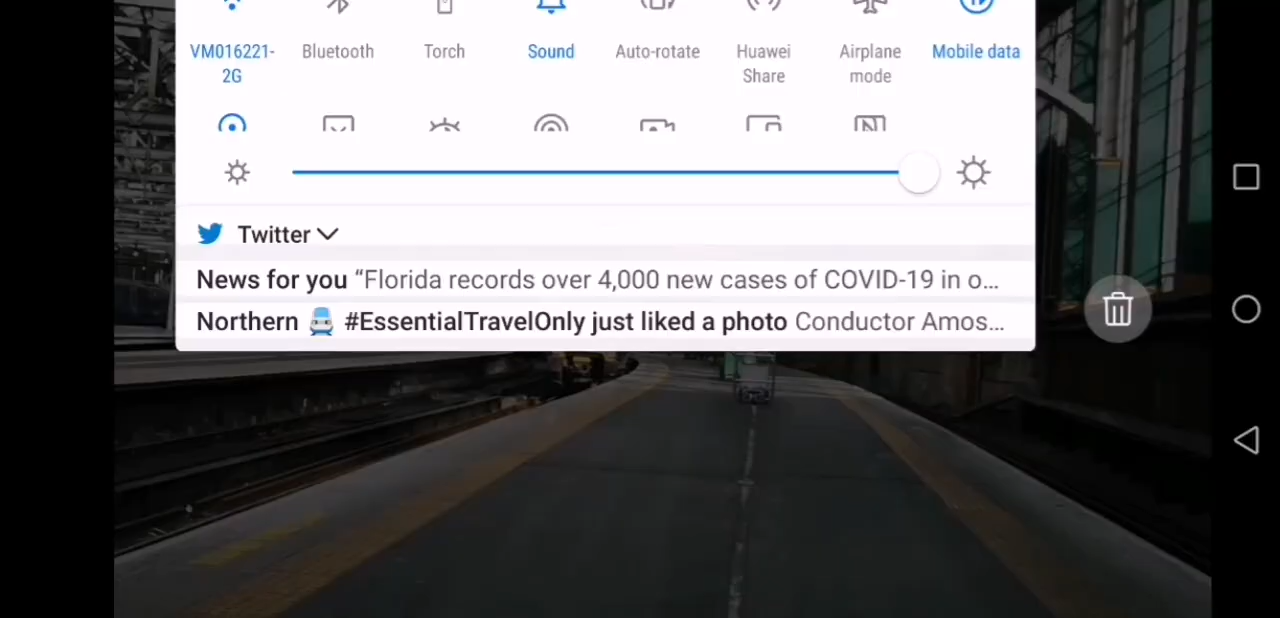 VM016221-
2G
Bluetooth
Torch
Sound
Auto-rotate
Huawei
Share
Airplane
mode
Mobile data
Twitter
News for you “Florida records over 4,000 new cases of COVID-19 in o...
Northern 🚆 #EssentialTravelOnly just liked a photo Conductor Amos...